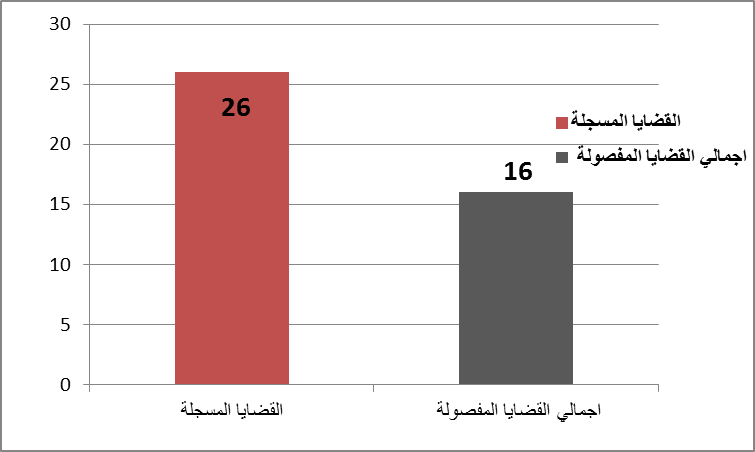 30
25
20
15
10
5
0
26
16
القضايا المسجلة
اجمالي القضايا المفصولة
القضايا المسجلة
اجمالي القضايا المفصولة